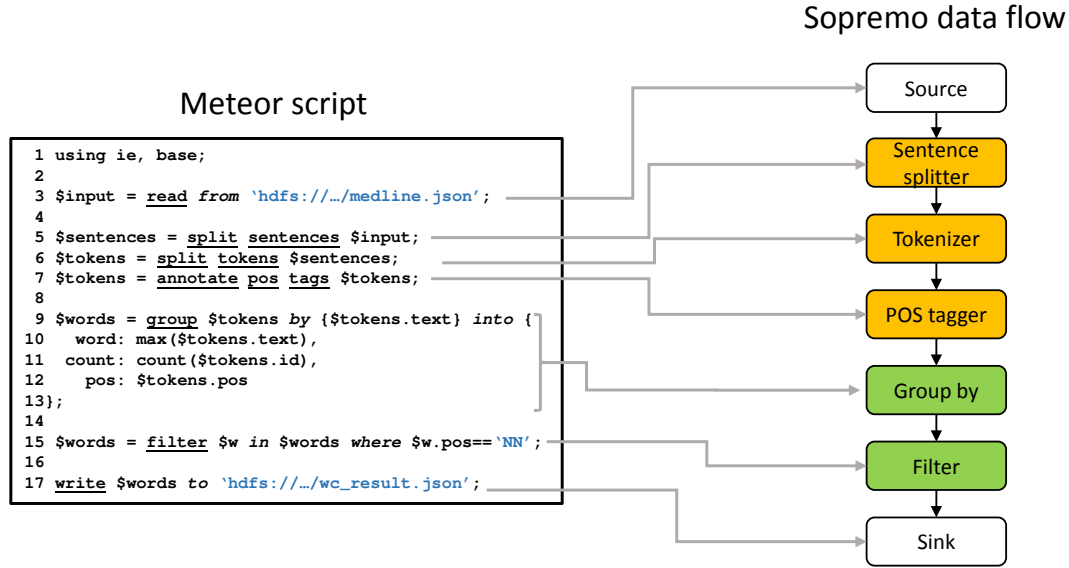 Sopremo data flow
Meteor script
1 using ie, base;
2
3 $input = read from ‘hdfs://…/medline.json’;
4
5 $sentences = split sentences $input;
6 $tokens = split tokens $sentences;
7 $tokens = annotate pos tags $tokens;
8
9 $words = group $tokens by {$tokens.text} into {
10 word: max($tokens.text),
11 count: count($tokens.id),
12 pos: $tokens.pos
13};
14
15 $words = filter $w in $words where $w.pos==‘NN’;
16
17 write $words to ‘hdfs://…/wc_result.json’;
Source
Sentence
splitter
Tokenizer
POS tagger
Group by
Filter
Sink